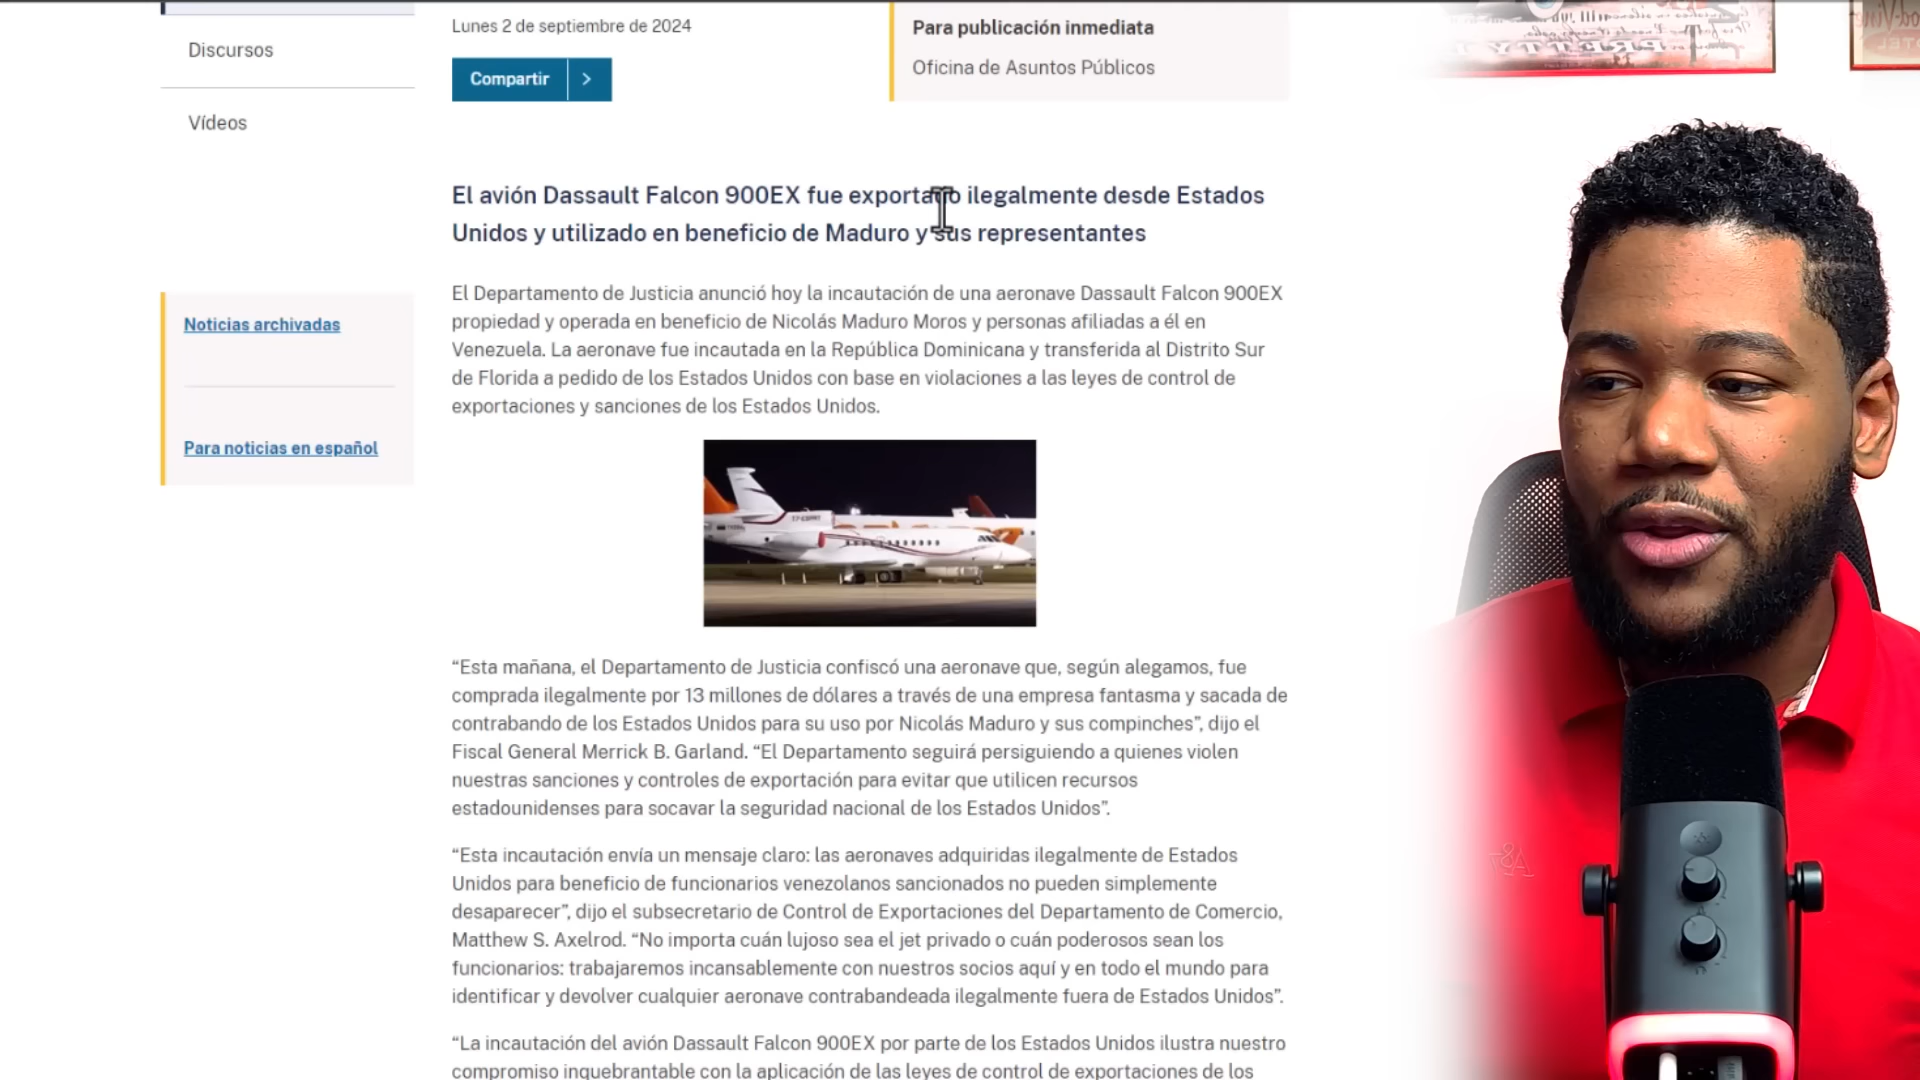 Lunes 2 de septiembre de 2024
Para publicación inmediata
Oficina de Asuntos Públicos
Compartir
Discursos
Vídeos
El avión Dassault Falcon 900EX fue exportado ilegalmente desde Estados
Unidos y utilizado en beneficio de Maduro y sus representantes
Noticias archivadas
Para noticias en español
El Departamento de Justicia anunció hoy la incautación de una aeronave Dassault Falcon 900EX
propiedad y operada en beneficio de Nicolás Maduro Moros y personas afiliadas a él en
Venezuela. La aeronave fue incautada en la República Dominicana y transferida al Distrito Sur
de Florida a pedido de los Estados Unidos con base en violaciones a las leyes de control de
exportaciones y sanciones de los Estados Unidos.
“Esta mañana, el Departamento de Justicia confiscó una aeronave que, según alegamos, fue
comprada ilegalmente por 13 millones de dólares a través de una empresa fantasma y sacada de
contrabando de los Estados Unidos para su uso por Nicolás Maduro y sus compinches”, dijo el
Fiscal General Merrick B. Garland. “El Departamento seguirá persiguiendo a quienes violen
nuestras sanciones y controles de exportación para evitar que utilicen recursos
estadounidenses para socavar la seguridad nacional de los Estados Unidos”.
“Esta incautación envía un mensaje claro: las aeronaves adquiridas ilegalmente de Estados
Unidos para beneficio de funcionarios venezolanos sancionados no pueden simplemente
desaparecer”, dijo el subsecretario de Control de Exportaciones del Departamento de Comercio,
Matthew S. Axelrod. “No importa cuán lujoso sea el jet privado o cuán poderosos sean los
funcionarios: trabajaremos incansablemente con nuestros socios aquí y en todo el mundo para
identificar y devolver cualquier aeronave contrabandeada ilegalmente fuera de Estados Unidos”.
“La incautación del avión Dassault Falcon 900EX por parte de los Estados Unidos ilustra nuestro
compromiso inquebrantable con la aplicación de las leyes de control de exportaciones de los